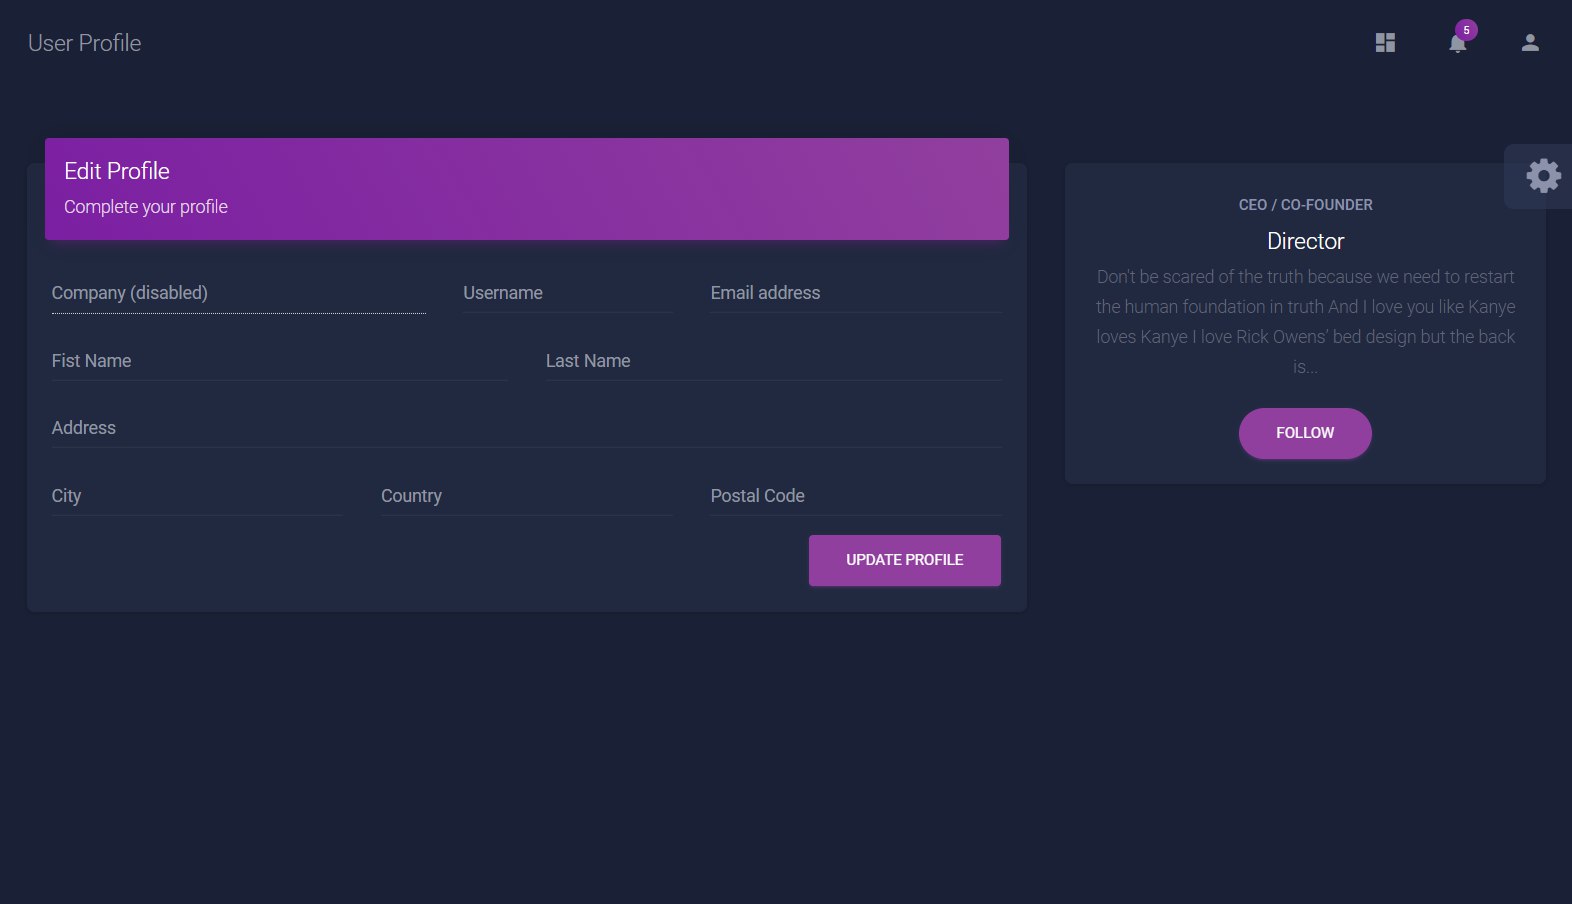 User Profile
5
Edit Profile
Complete your profile
Company (disabled)
Username
Email address
Fist Name
Last Name
Address
City
Country
Postal Code
UPDATE PROFILE
CEO / CO-FOUNDER
Director
Don't be scared of the truth because we need to restart
the human foundation in truth And I love you like Kanye
loves Kanye I love Rick Owens’ bed design but the back
is...
FOLLOW